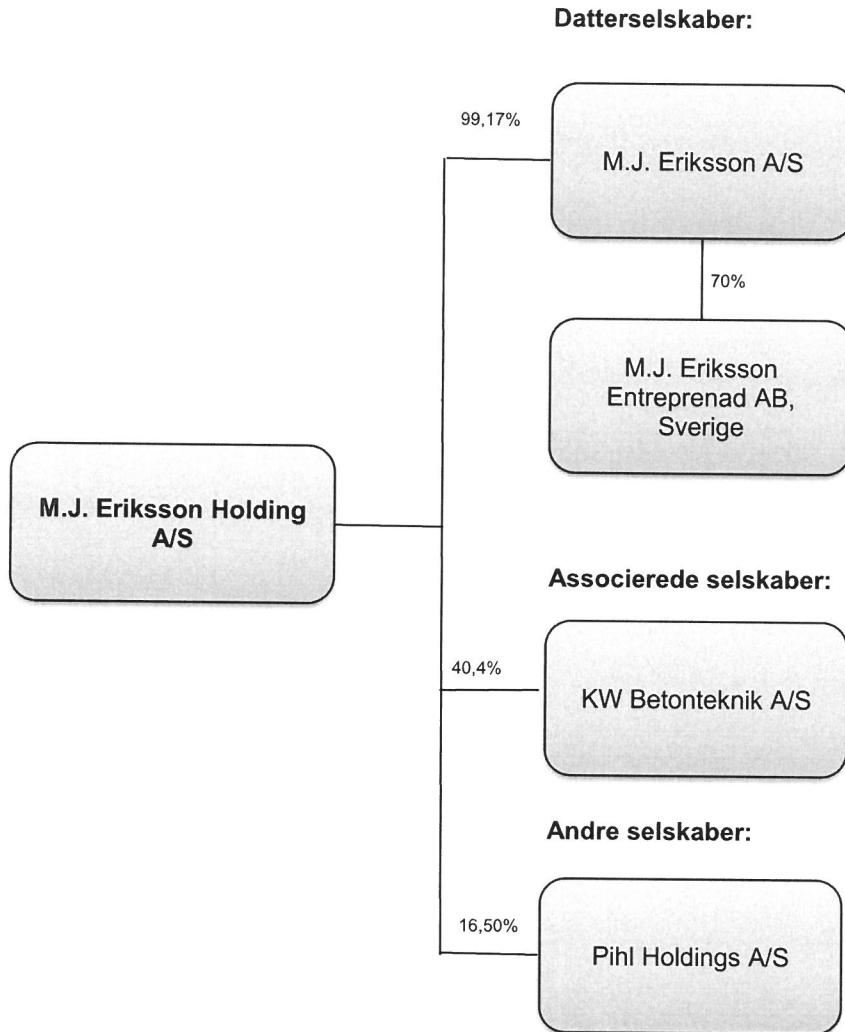 Datterselskaber:
99,17%
M.J. Eriksson A/S
70%
M.J. Eriksson
Entreprenad AB,
Sverige
M.J. Eriksson Holding
A/S
Associerede selskaber:
40,4%
KW Betonteknik A/S
Andre selskaber:
16,50%
Pihl Holdings A/S